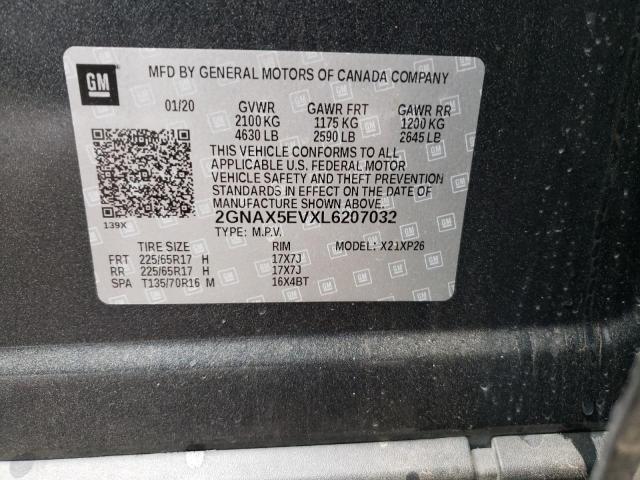 GM
MFD BY GENERAL MOTORS OF CANADA COMPANY
01/20 GVWR GAWR FRT GAWR RR
2100 KG 1175 KG 1200 KG
4630 LB 2590 LB 2645 LB
THIS VEHICLE CONFORMS TO ALL
APPLICABLE U.S. FEDERAL MOTOR
VEHICLE SAFETY AND THEFT PREVENTION
STANDARDS IN EFFECT ON THE DATE OF
MANUFACTURE SHOWN ABOVE.
139X 2GNAX5EVXL6207032
TYPE: M.P.V.
TIRE SIZE RIM MODEL: X21XP26
FRT 225/65R17 H 17X7J
RR 225/65R17 H 17X7J
SPA T135/70R16 M 16X4BT